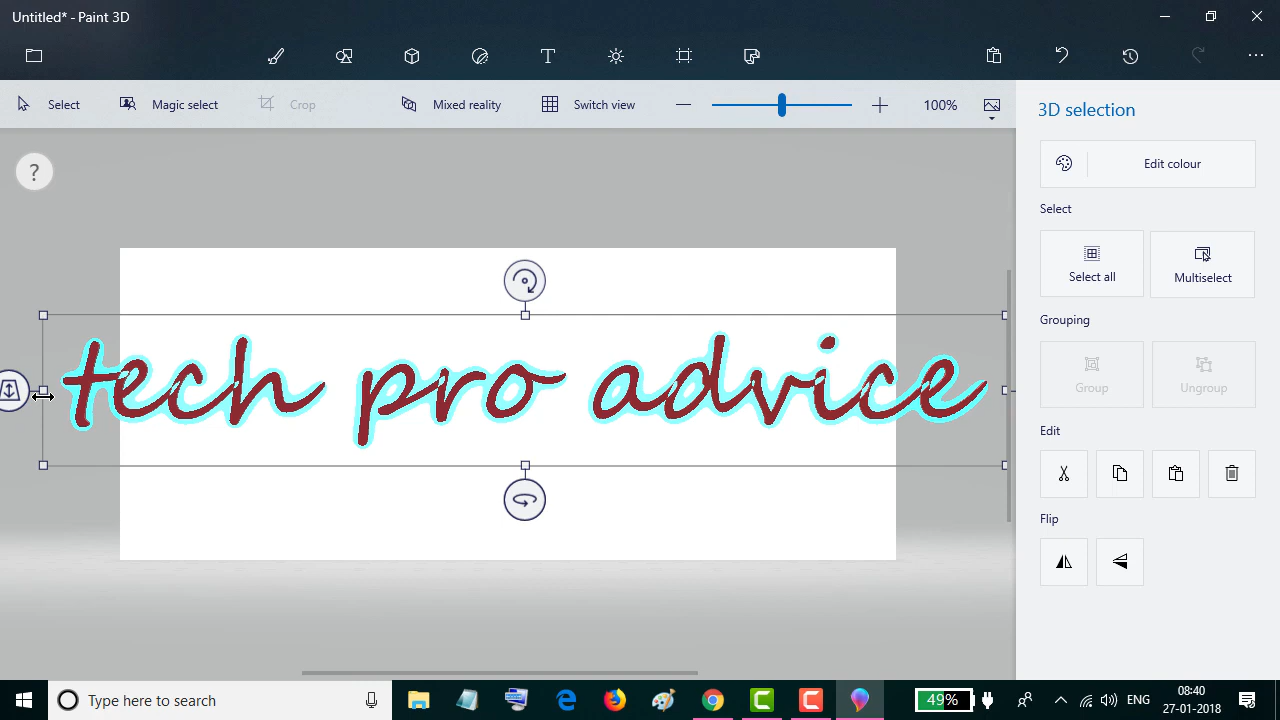 Untitled* - Paint 3D
Select
Magic select
Crop
Mixed reality
Switch view
100%
?
3D selection
Edit colour
Select
Select all
Multiselect
Grouping
Group
Ungroup
Edit
Flip
tech pro advice
Type here to search
49%
ENG
08:40
27-01-2018